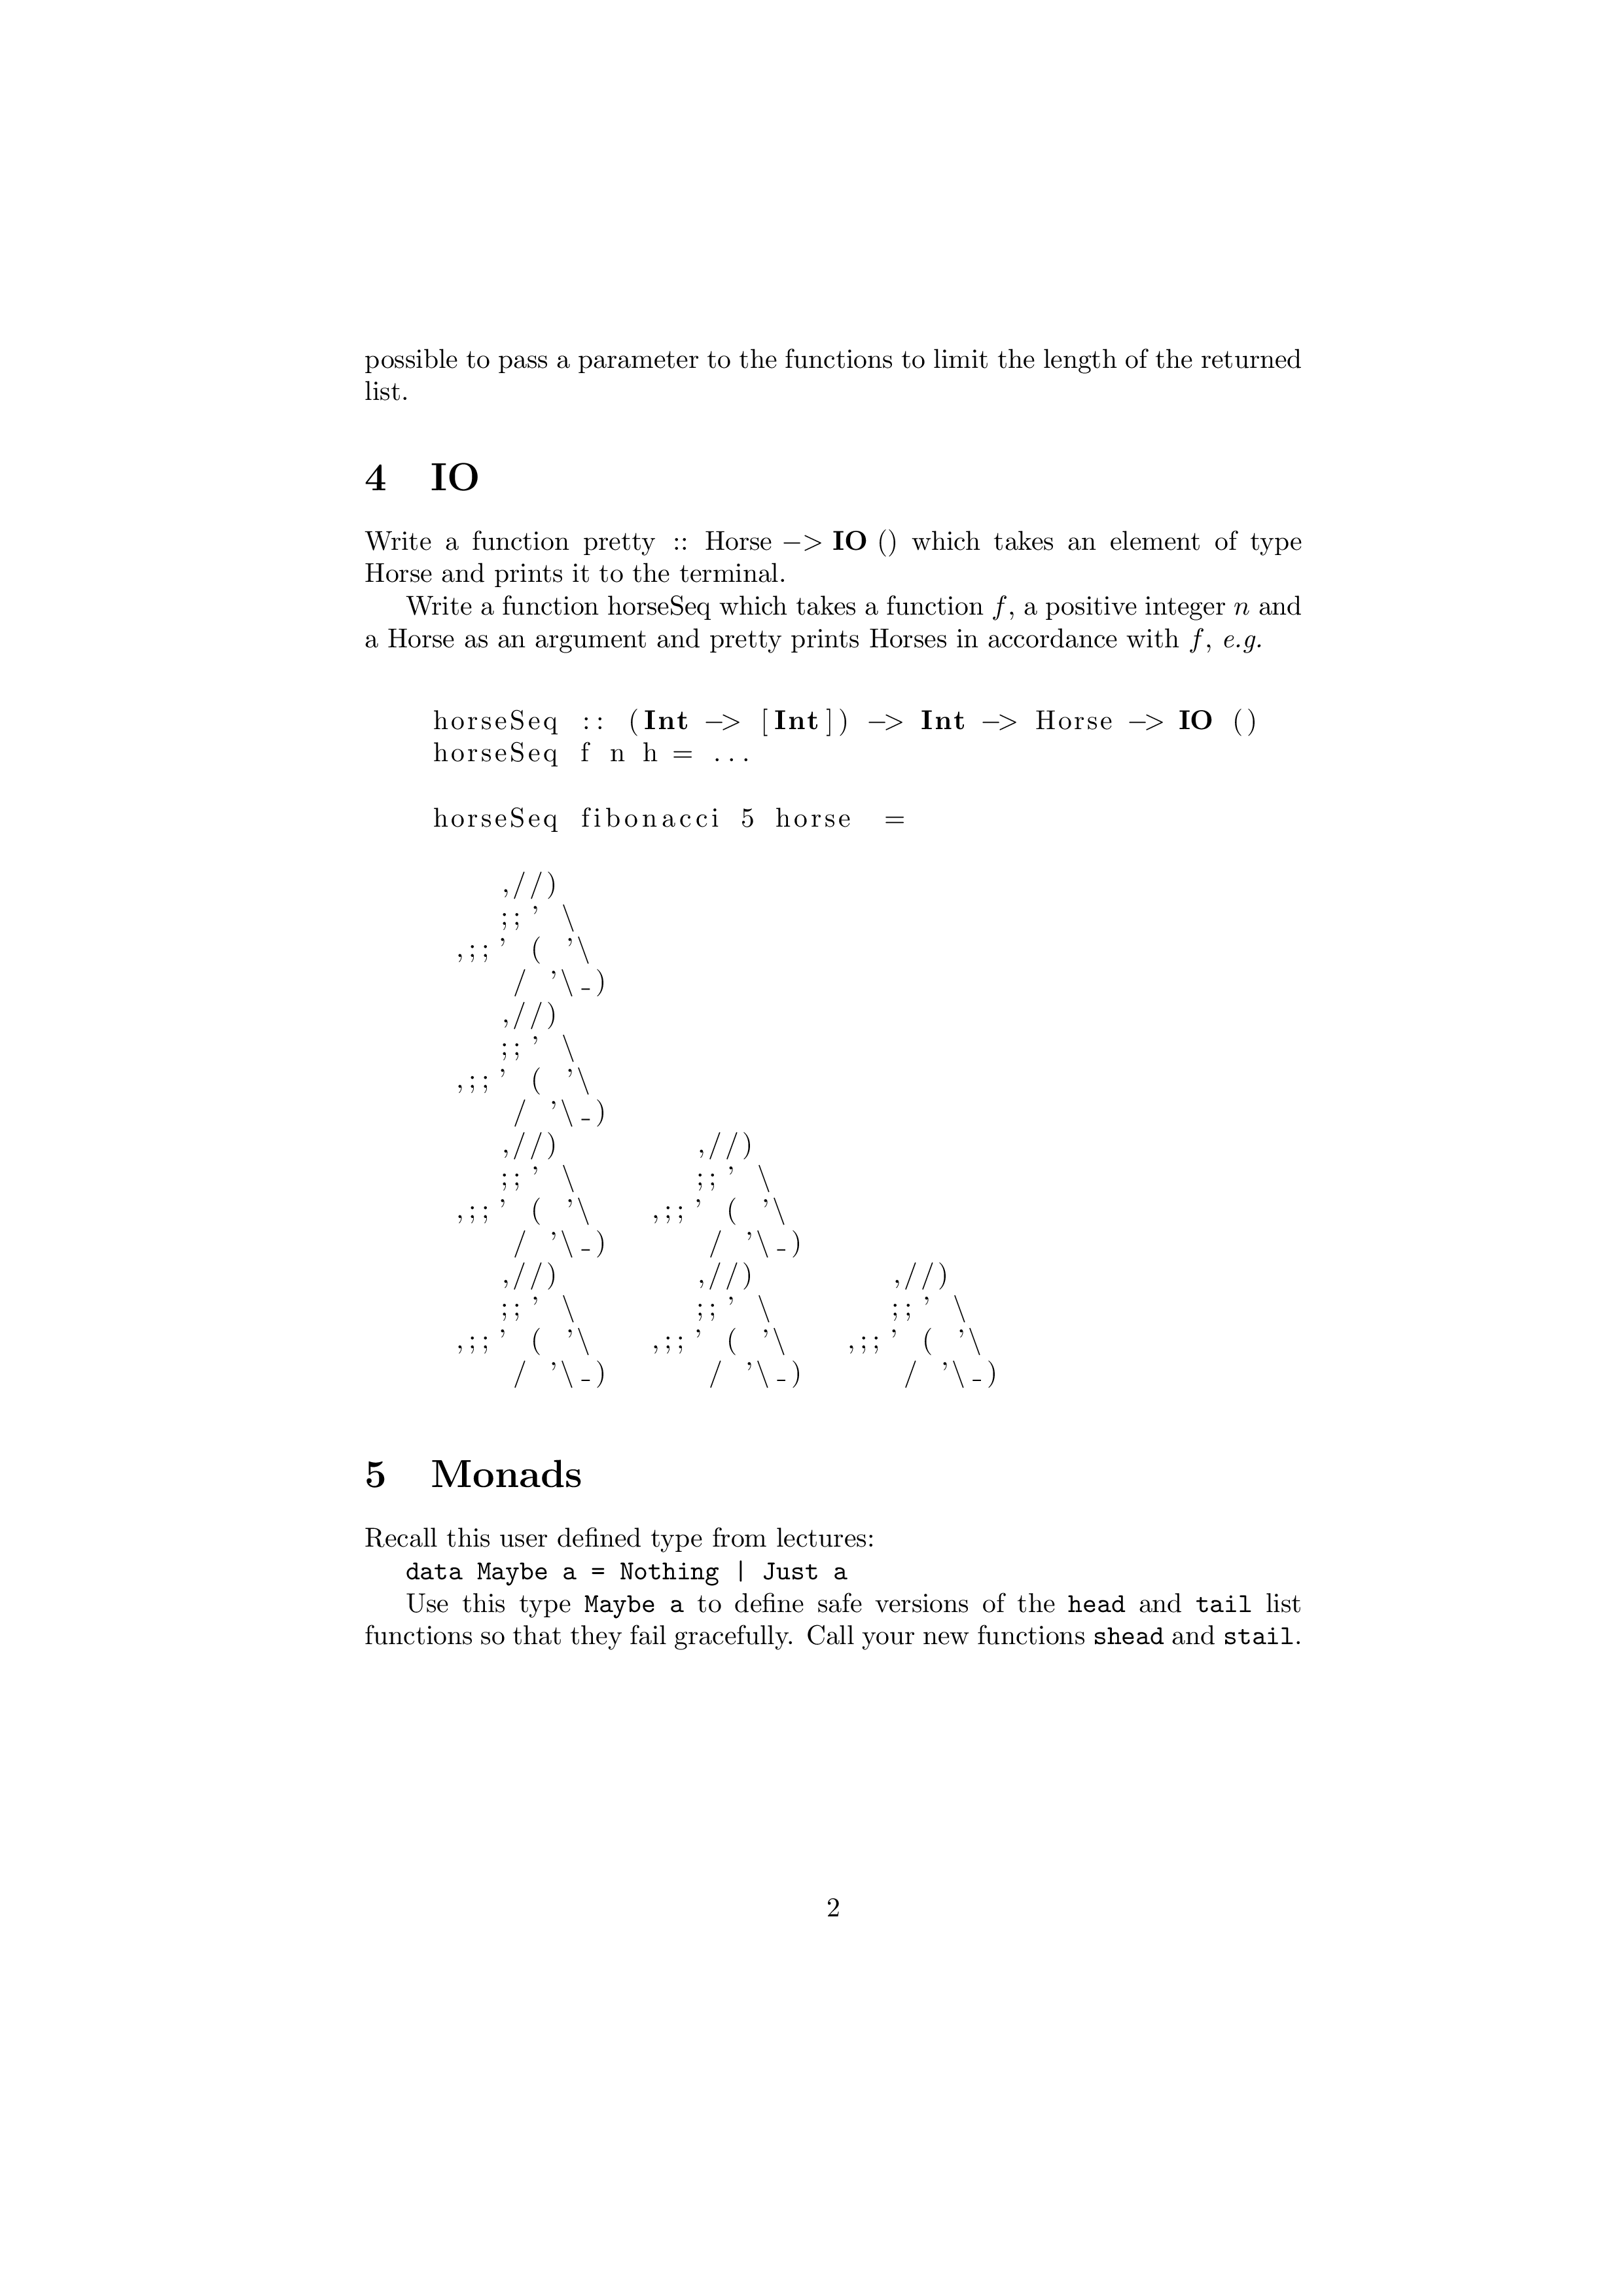 possible to pass a parameter to the functions to limit the length of the returned
list.
4 IO
Write a function pretty :: Horse −> IO () which takes an element of type
Horse and prints it to the terminal.
Write a function horseSeq which takes a function f, a positive integer n and
a Horse as an argument and pretty prints Horses in accordance with f, e.g.
horseSeq :: (Int −> [Int]) −> Int −> Horse −> IO ()
horseSeq f n h = ...
horseSeq fibonacci 5 horse =
      ,//)
      ;;' \
  ,;;' ( '\
       / '\_)
      ,//)
      ;;' \
  ,;;' ( '\
       / '\_)
      ,//)            ,//)
      ;;' \           ;;' \
  ,;;' ( '\       ,;;' ( '\
       / '\_)          / '\_)
      ,//)            ,//)            ,//)
      ;;' \           ;;' \           ;;' \
  ,;;' ( '\       ,;;' ( '\       ,;;' ( '\
       / '\_)          / '\_)          / '\_)
5 Monads
Recall this user defined type from lectures:
data Maybe a = Nothing | Just a
Use this type Maybe a to define safe versions of the head and tail list
functions so that they fail gracefully. Call your new functions shead and stail.
2